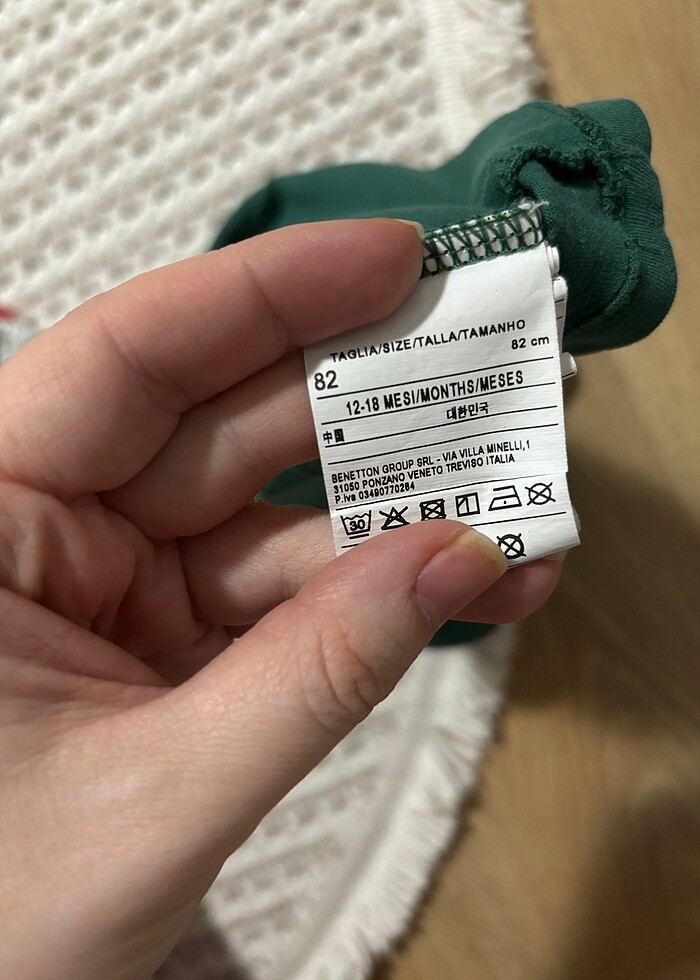 TAGLIA/SIZE/TALLA/TAMANHO
82 82 cm
12-18 MESI/MONTHS/MESES
中国 대한민국
BENETTON GROUP SRL - VIA VILLA MINELLI,1
31050 PONZANO VENETO TREVISO ITALIA
P.iva 03490770264
30